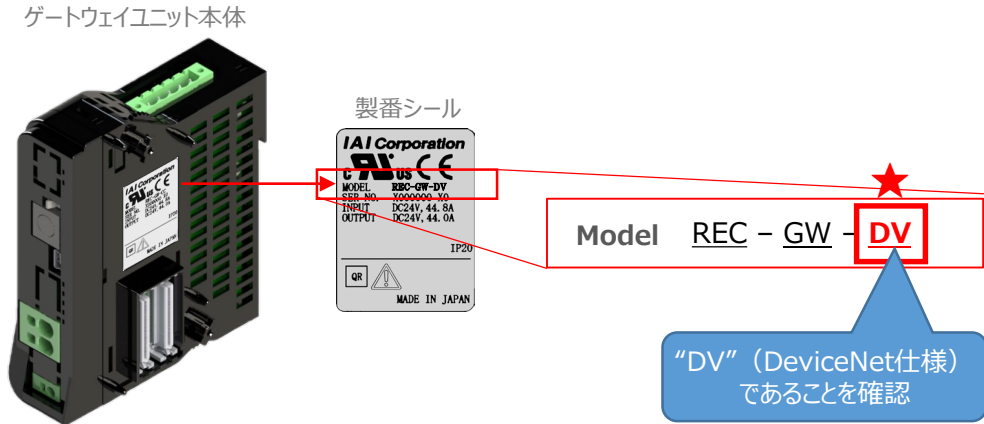 ゲートウェイユニット本体
製番シール
IAI Corporation
c UL us CE
MODEL REC-GW-DV
SER No. X000000-X0
INPUT DC24V, 44.8A
OUTPUT DC24V, 44.0A
IP20
QR
MADE IN JAPAN
Model REC – GW – DV
“DV”（DeviceNet仕様）
であることを確認